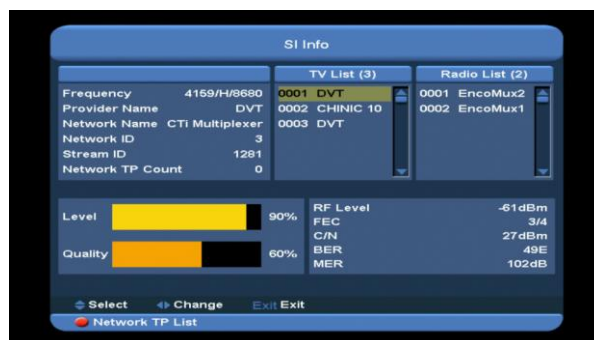 SI Info
TV List (3)
Radio List (2)
Frequency 4159/H/8680
Provider Name DVT
Network Name CTi Multiplexer
Network ID 3
Stream ID 1281
Network TP Count 0
0001 DVT
0002 CHINIC 10
0003 DVT
0001 EncoMux2
0002 EncoMux1
Level 90%
Quality 60%
RF Level -61dBm
FEC 3/4
C/N 27dBm
BER 49E
MER 102dB
Select Change Exit Exit
Network TP List